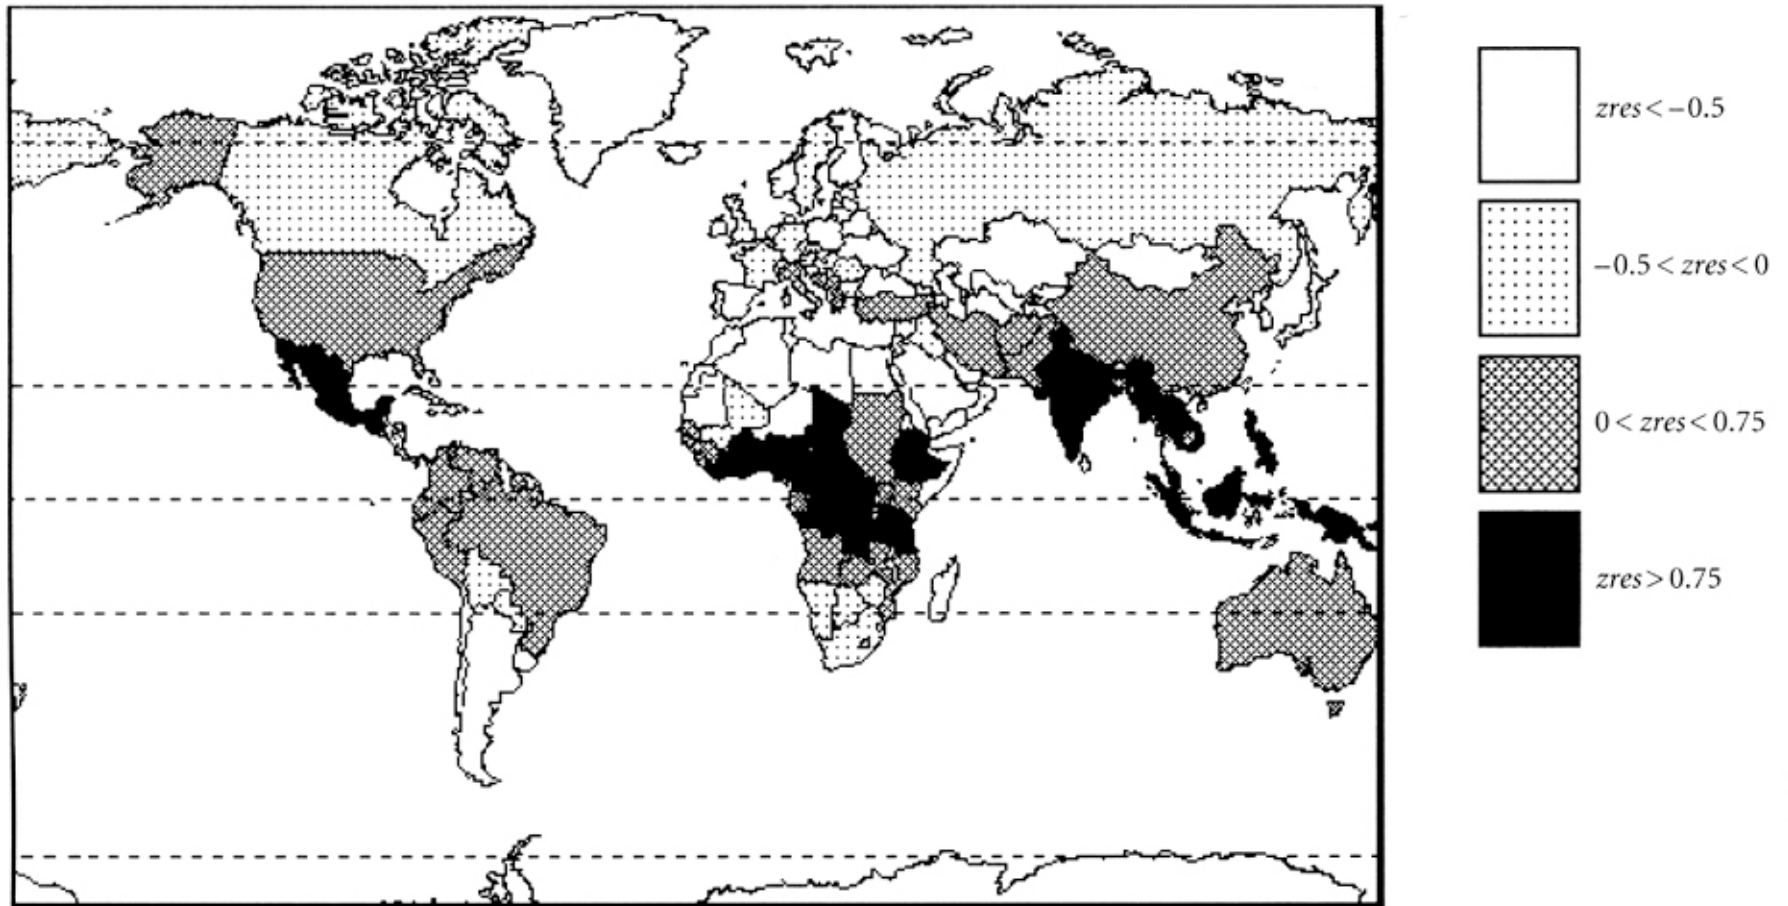 zres < −0.5
−0.5 < zres < 0
0 < zres < 0.75
zres > 0.75